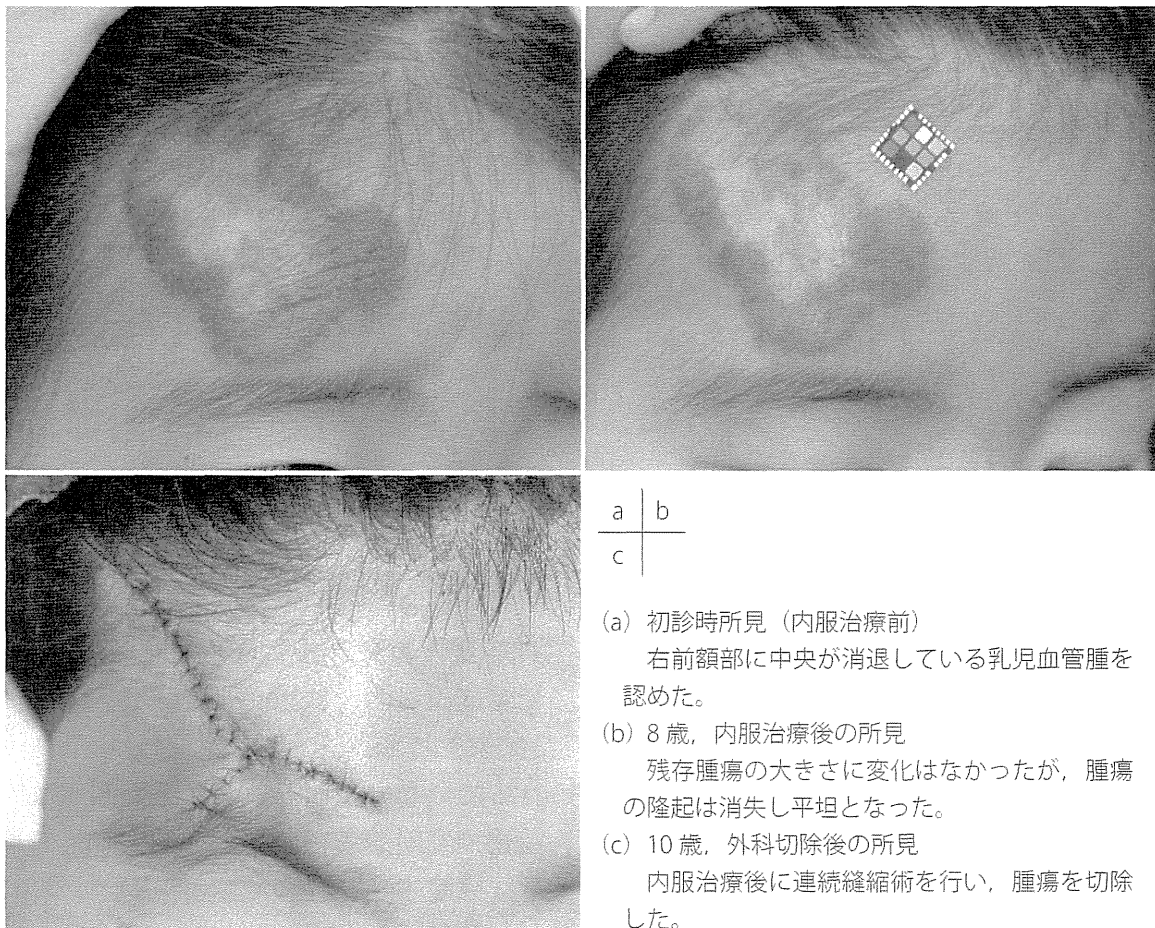 a b
c
(a) 初診時所見（内服治療前）
右前額部に中央が消退している乳児血管腫を
認めた。
(b) 8 歳，内服治療後の所見
残存腫瘍の大きさに変化はなかったが，腫瘍
の隆起は消失し平坦となった。
(c) 10 歳，外科切除後の所見
内服治療後に連続縫縮術を行い，腫瘍を切除
した。